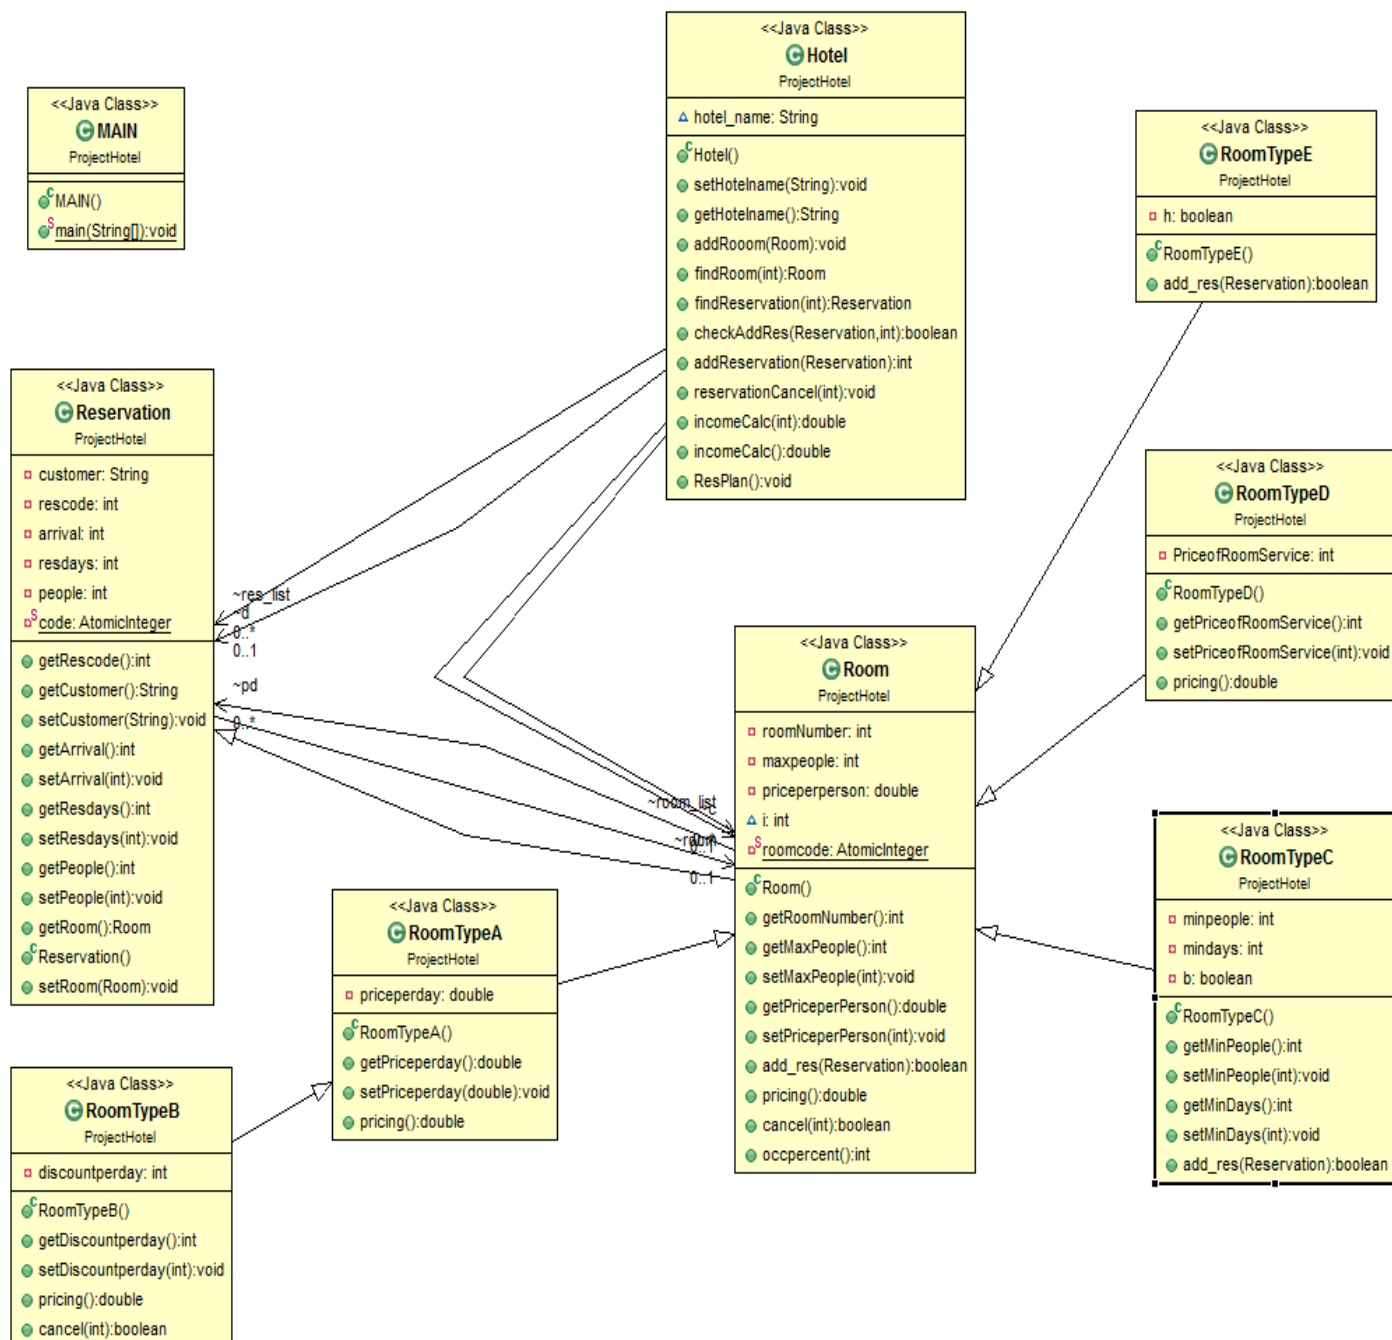 <<Java Class>>
MAIN
ProjectHotel
MAIN()
main(String[]):void
<<Java Class>>
Hotel
ProjectHotel
hotel_name: String
Hotel()
setHotelname(String):void
getHotelname():String
addRooom(Room):void
findRoom(int):Room
findReservation(int):Reservation
checkAddRes(Reservation,int):boolean
addReservation(Reservation):int
reservationCancel(int):void
incomeCalc(int):double
incomeCalc():double
ResPlan():void
<<Java Class>>
RoomTypeE
ProjectHotel
h: boolean
RoomTypeE()
add_res(Reservation):boolean
<<Java Class>>
Reservation
ProjectHotel
customer: String
rescode: int
arrival: int
resdays: int
people: int
code: AtomicInteger
getRescode():int
getCustomer():String
setCustomer(String):void
getArrival():int
setArrival(int):void
getResdays():int
setResdays(int):void
getPeople():int
setPeople(int):void
getRoom():Room
Reservation()
setRoom(Room):void
~res_list
~d
0..*
0..1
~pd
0..*
<<Java Class>>
RoomTypeD
ProjectHotel
PriceofRoomService: int
RoomTypeD()
getPriceofRoomService():int
setPriceofRoomService(int):void
pricing():double
<<Java Class>>
Room
ProjectHotel
roomNumber: int
maxpeople: int
priceperperson: double
i: int
roomcode: AtomicInteger
Room()
getRoomNumber():int
getMaxPeople():int
setMaxPeople(int):void
getPriceperPerson():double
setPriceperPerson(int):void
add_res(Reservation):boolean
pricing():double
cancel(int):boolean
occpercent():int
~room_list
~room
0..1
<<Java Class>>
RoomTypeC
ProjectHotel
minpeople: int
mindays: int
b: boolean
RoomTypeC()
getMinPeople():int
setMinPeople(int):void
getMinDays():int
setMinDays(int):void
add_res(Reservation):boolean
<<Java Class>>
RoomTypeA
ProjectHotel
priceperday: double
RoomTypeA()
getPriceperday():double
setPriceperday(double):void
pricing():double
<<Java Class>>
RoomTypeB
ProjectHotel
discountperday: int
RoomTypeB()
getDiscountperday():int
setDiscountperday(int):void
pricing():double
cancel(int):boolean